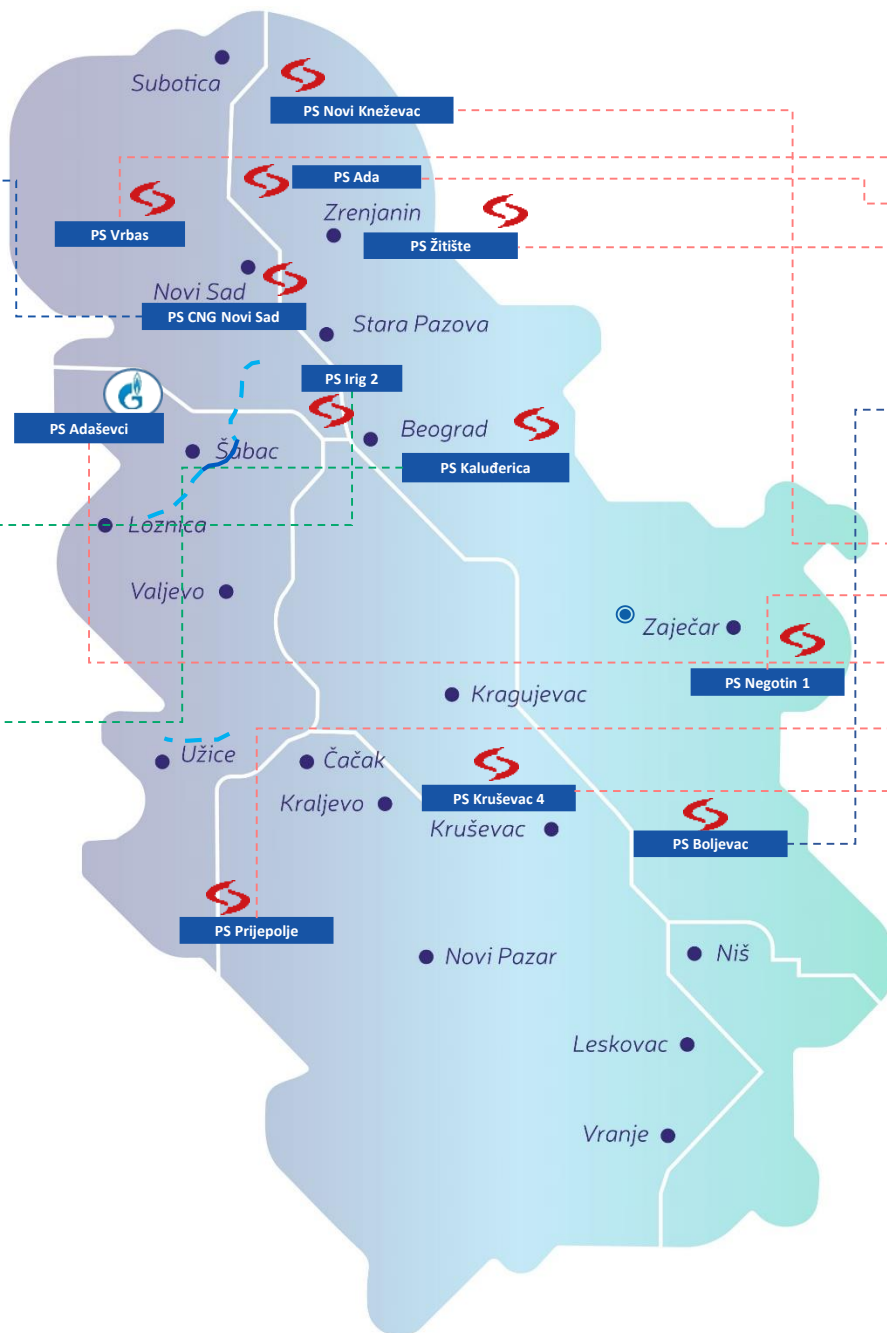 Subotica
PS Novi Kneževac
PS Ada
Zrenjanin
PS Vrbas
PS Žitište
Novi Sad
PS CNG Novi Sad
Stara Pazova
PS Irig 2
PS Adaševci
Beograd
Šabac
PS Kaluđerica
Loznica
Valjevo
Zaječar
PS Negotin 1
Kragujevac
Užice
Čačak
PS Kruševac 4
Kraljevo
Kruševac
PS Boljevac
PS Prijepolje
Novi Pazar
Niš
Leskovac
Vranje